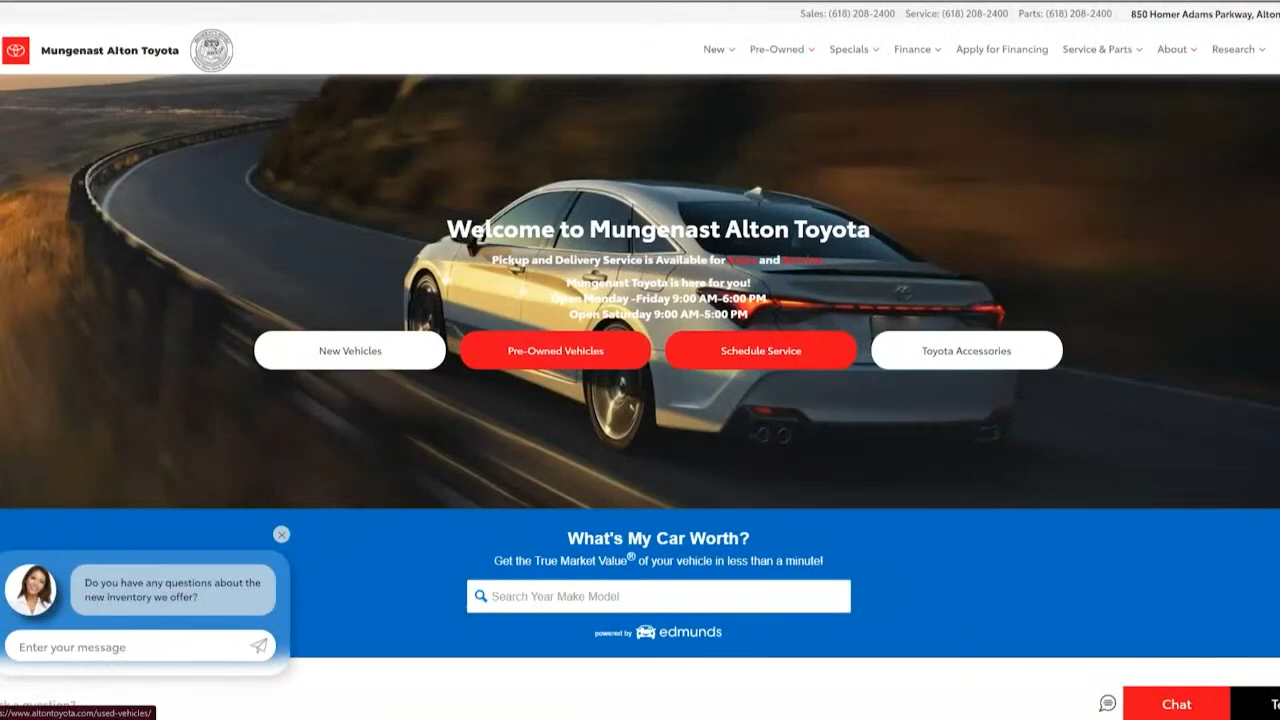 Sales: (618) 208-2400 Service: (618) 208-2400 Parts: (618) 208-2400 850 Homer Adams Parkway, Alton
Mungenast Alton Toyota
New Pre-Owned Specials Finance Apply for Financing Service & Parts About Research
Welcome to Mungenast Alton Toyota
Pickup and Delivery Service is Available for Sales and Service.
Mungenast Toyota is here for you!
Open Monday -Friday 9:00 AM-6:00 PM
Open Saturday 9:00 AM-5:00 PM
New Vehicles Pre-Owned Vehicles Schedule Service Toyota Accessories
What's My Car Worth?
Get the True Market Value® of your vehicle in less than a minute!
Search Year Make Model
powered by edmunds
Do you have any questions about the
new inventory we offer?
Enter your message
a question?
Chat
s://www.altontoyota.com/used-vehicles/